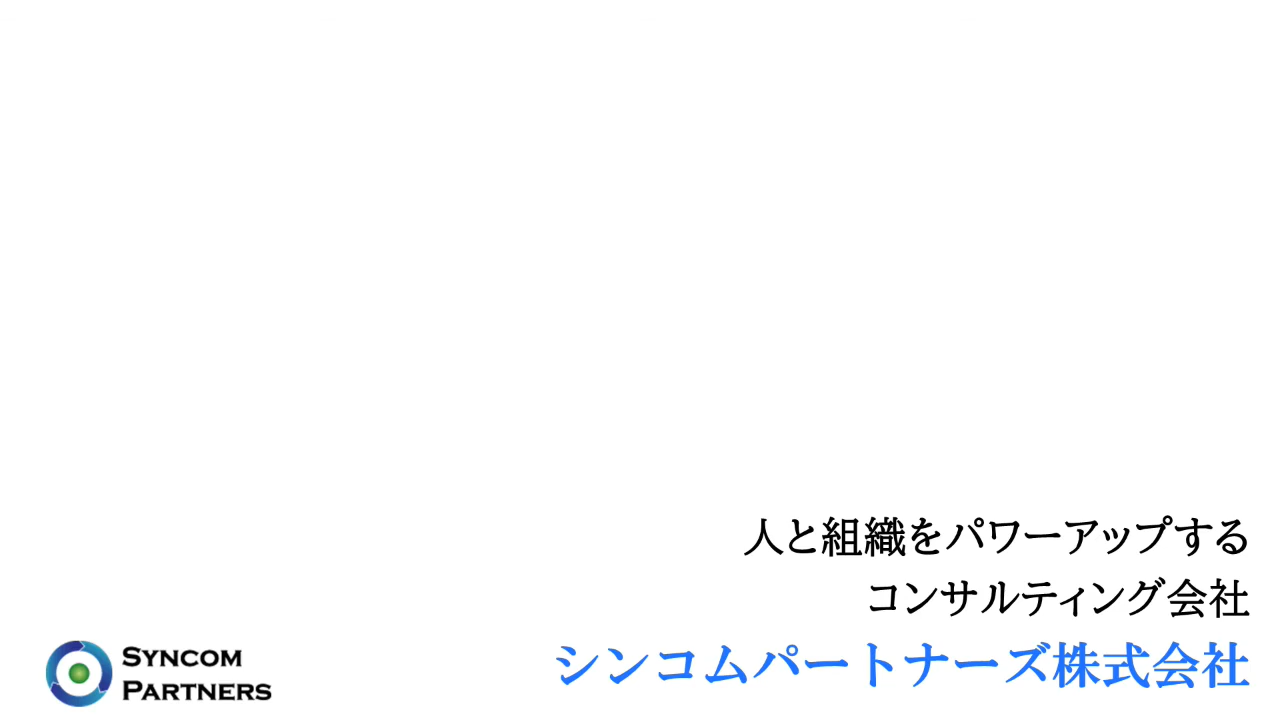 人と組織をパワーアップする
コンサルティング会社
シンコムパートナーズ株式会社
SYNCOM
PARTNERS